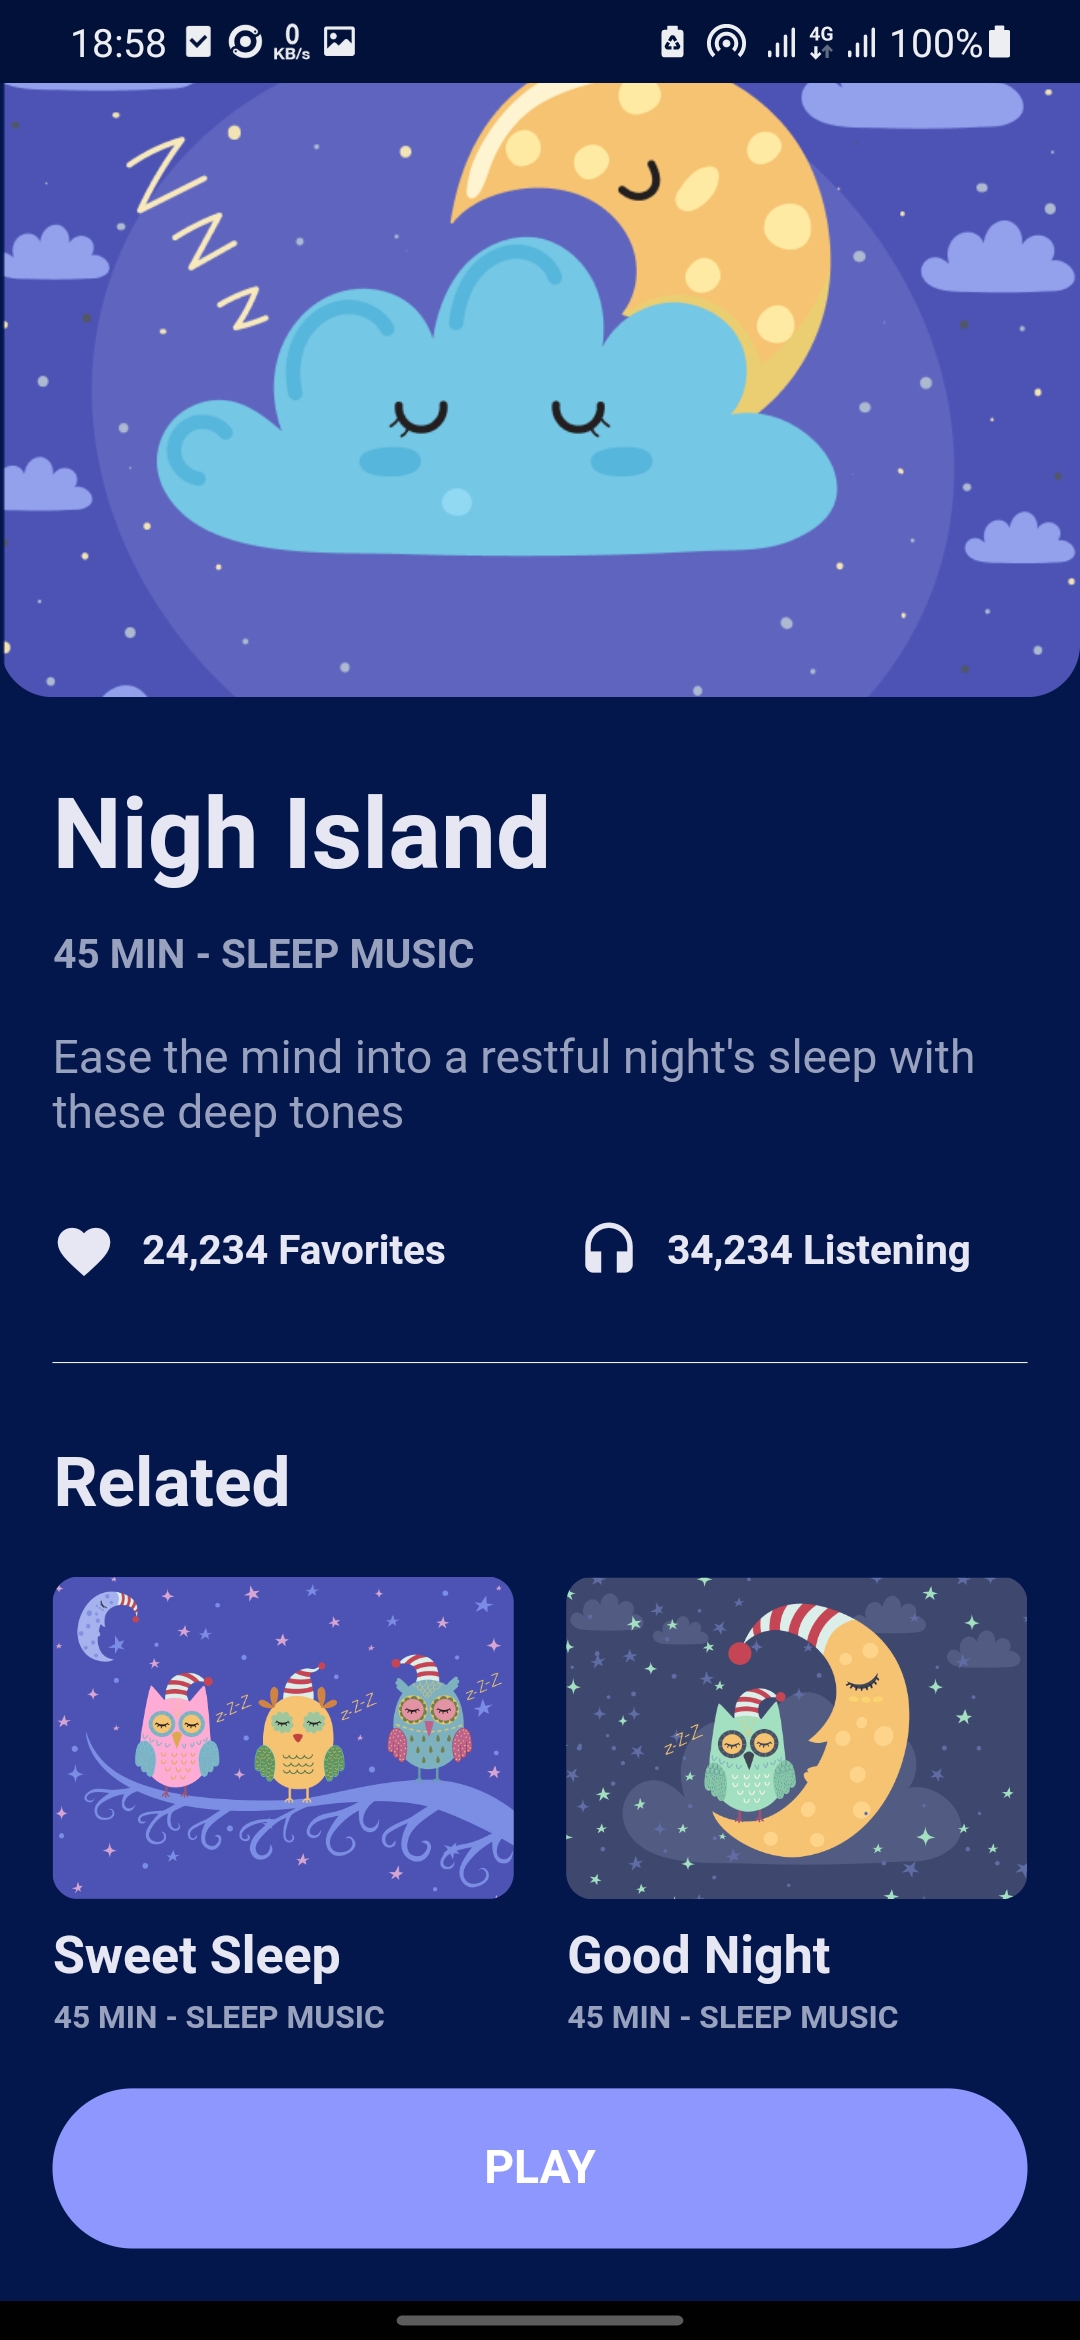 18:58 0 KB/s 4G 100%
Z
Z
Z
Nigh Island
45 MIN - SLEEP MUSIC
Ease the mind into a restful night's sleep with
these deep tones
24,234 Favorites 34,234 Listening
Related
z-Z-Z z-Z-Z z-Z-Z z-Z-Z
Sweet Sleep Good Night
45 MIN - SLEEP MUSIC 45 MIN - SLEEP MUSIC
PLAY